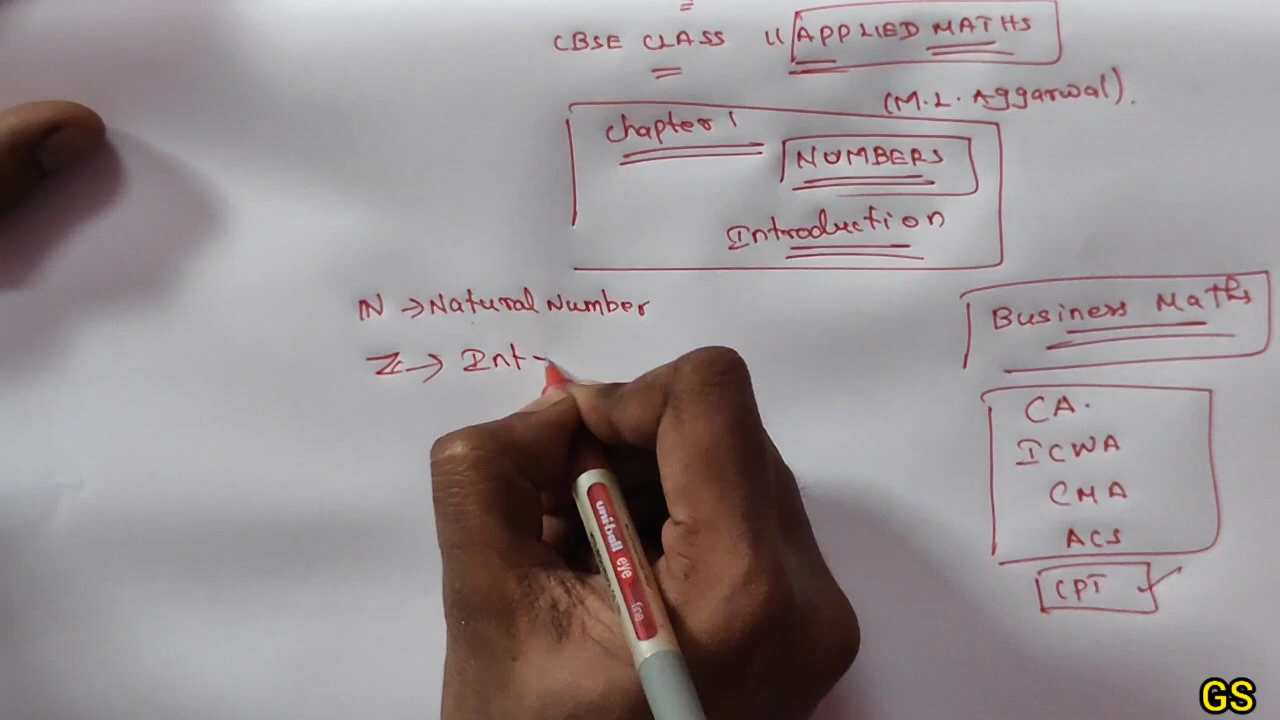 CBSE CLASS 11 APPLIED MATHS
(M.L. Aggarwal).
Chapter 1
NUMBERS
Introduction
N → Natural Number
Z → Int
Business Maths
CA.
ICWA
CMA
ACS
CPT ✓
uniball eye fine
GS